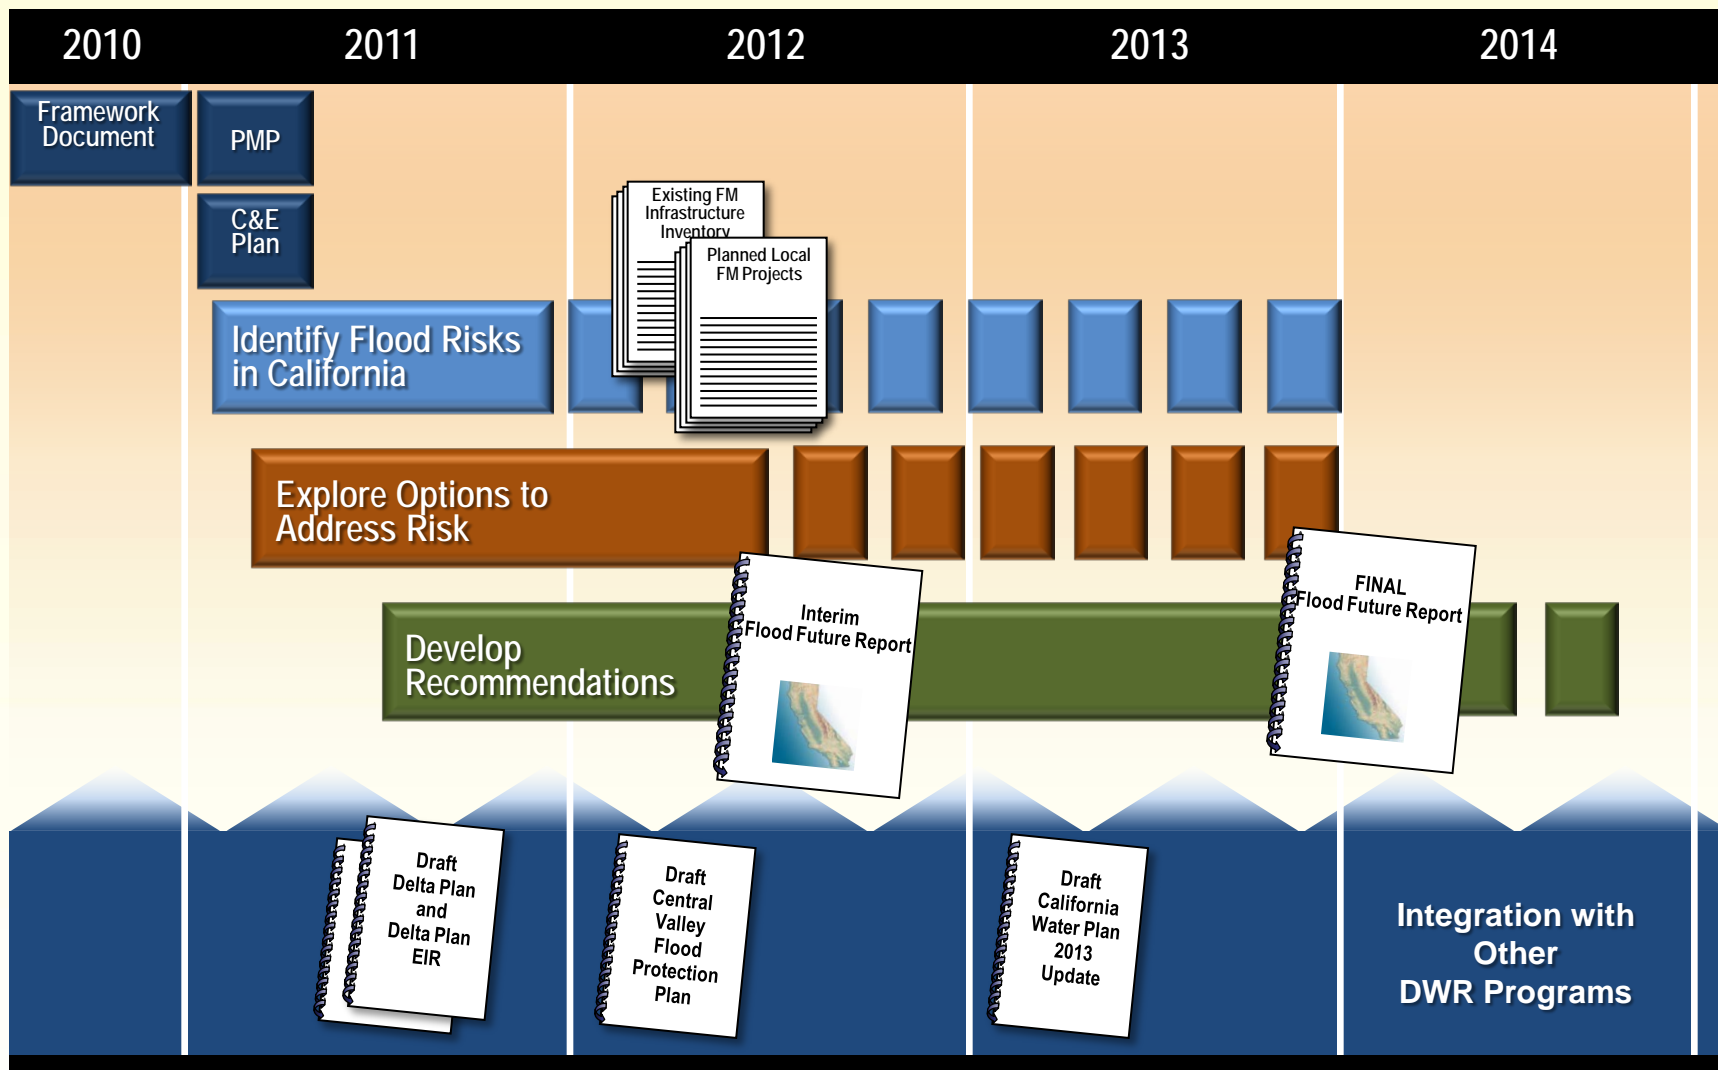 2010
2011
2012
2013
2014
Framework
Document
PMP
C&E
Plan
Existing FM
Infrastructure
Inventory
Planned Local
FM Projects
Identify Flood Risks
in California
Explore Options to
Address Risk
Develop
Recommendations
Interim
Flood Future Report
FINAL
Flood Future Report
Draft
Delta Plan
and
Delta Plan
EIR
Draft
Central
Valley
Flood
Protection
Plan
Draft
California
Water Plan
2013
Update
Integration with
Other
DWR Programs